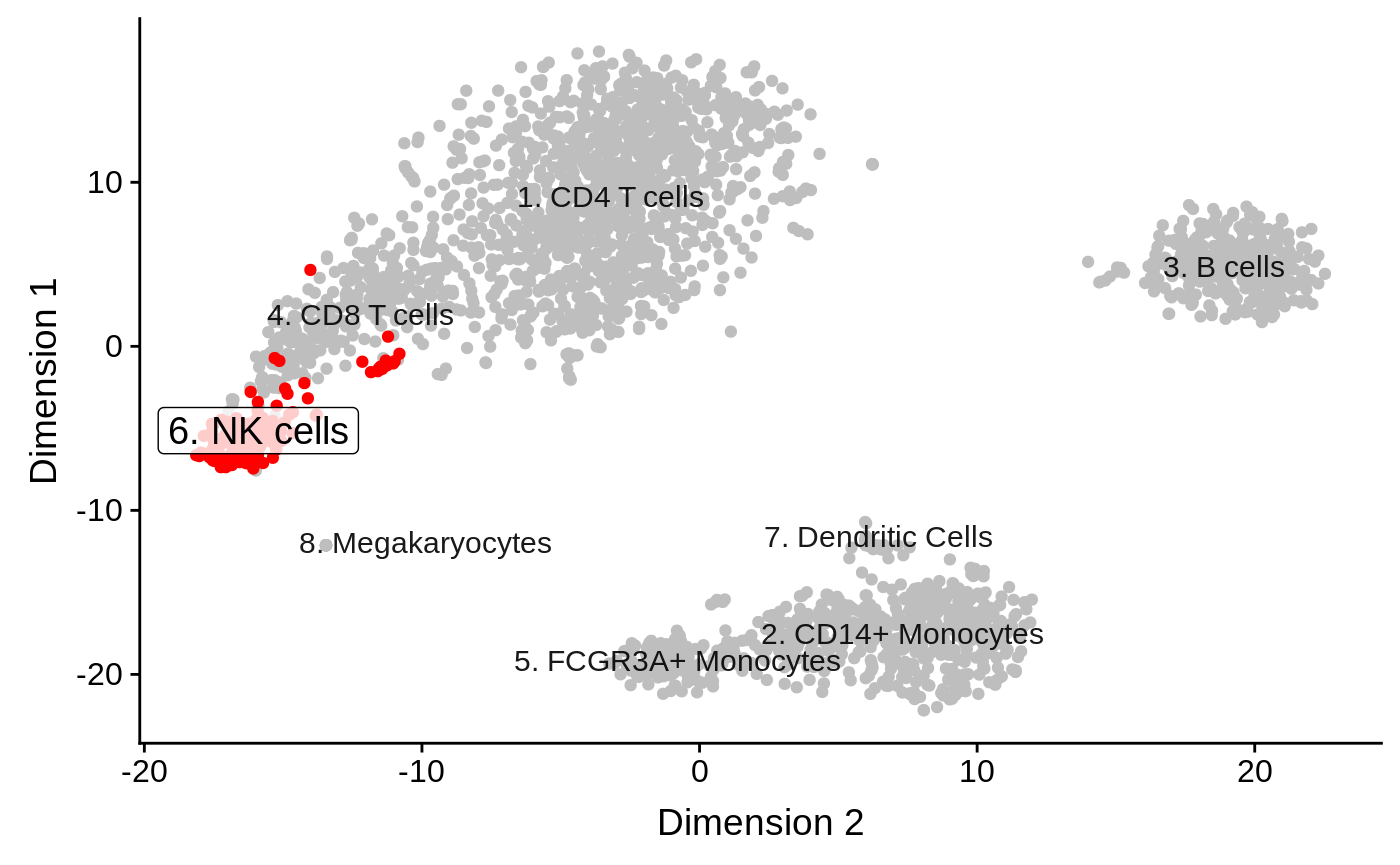 1. CD4 T cells
3. B cells
4. CD8 T cells
6. NK cells
8. Megakaryocytes
7. Dendritic Cells
2. CD14+ Monocytes
5. FCGR3A+ Monocytes
Dimension 1
10
0
-10
-20
-20
-10
0
10
20
Dimension 2